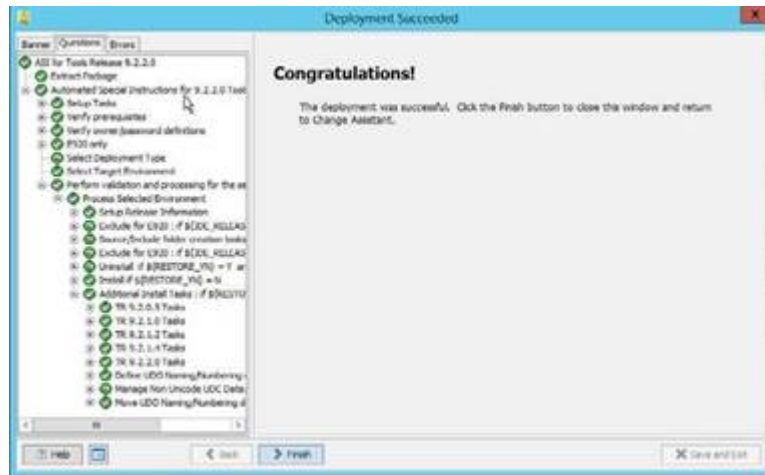 Deployment Succeeded
Banner Questions Errors
ASI for Tools Release 9.2.2.0
Extract Package
Automated Special Instructions for 9.2.2.0 Tool
Setup Tasks
Verify prerequisites
Verify owner/password definitions
E920 only
Select Deployment Type
Select Target Environment
Perform validation and processing for the se
Process Selected Environment
Setup Release Information
Exclude for E920 : if $(JDE_RELEAS
Source/Include folder creation tasks
Exclude for E920 : if $(JDE_RELEAS
Uninstall if $(RESTORE_YN) = Y
Install if $(RESTORE_YN) = N
Additional Install Tasks : if $(RESTO
TR 9.2.0.5 Tasks
TR 9.2.1.0 Tasks
TR 9.2.1.2 Tasks
TR 9.2.1.4 Tasks
TR 9.2.2.0 Tasks
Define UDO Naming/Numbering
Manage Non Unicode UDC Data
Move UDO Naming/Numbering d
Congratulations!
The deployment was successful. Click the Finish button to close this window and return
to Change Assistant.
Help
Back
Finish
Save and Exit